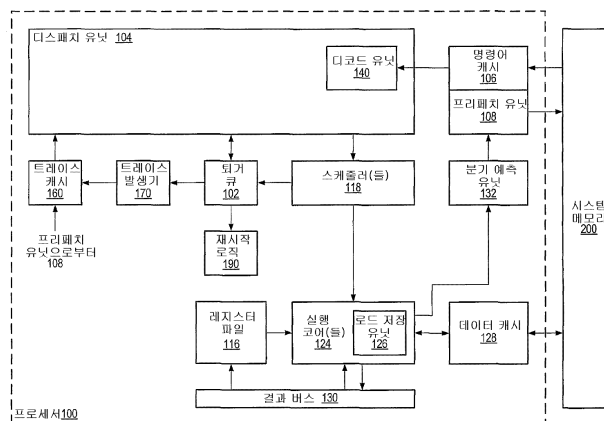 디스패치 유닛 104
디코드 유닛
140
명령어
캐시
106
프리페치 유닛
108
트레이스
캐시
160
트레이스
발생기
170
퇴거
큐
102
스케줄러(들)
118
분기 예측
유닛
132
시스템
메모리
200
프리페치
유닛으로부터
108
재시작
로직
190
레지스터
파일
116
실행
코어(들)
124
로드 저장
유닛
126
데이터 캐시
128
결과 버스 130
프로세서100